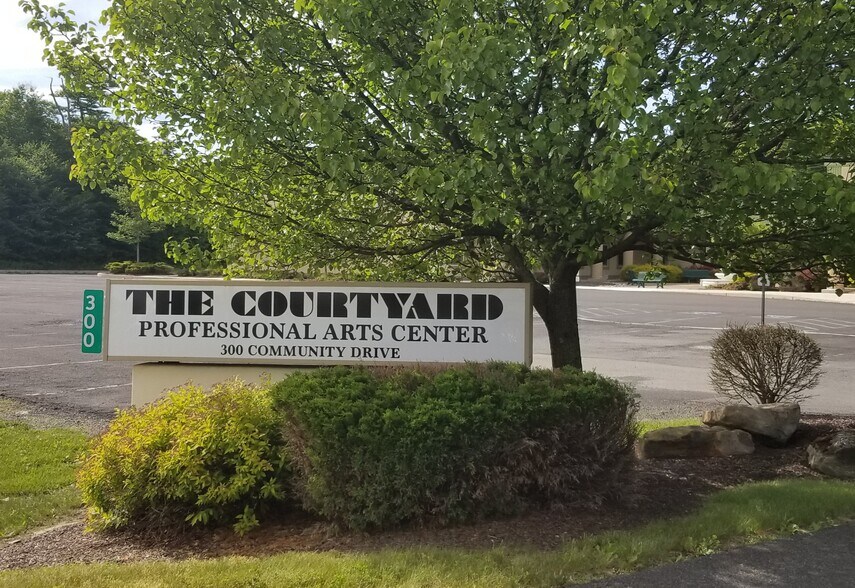 THE COURTYARD
PROFESSIONAL ARTS CENTER
300 COMMUNITY DRIVE
300